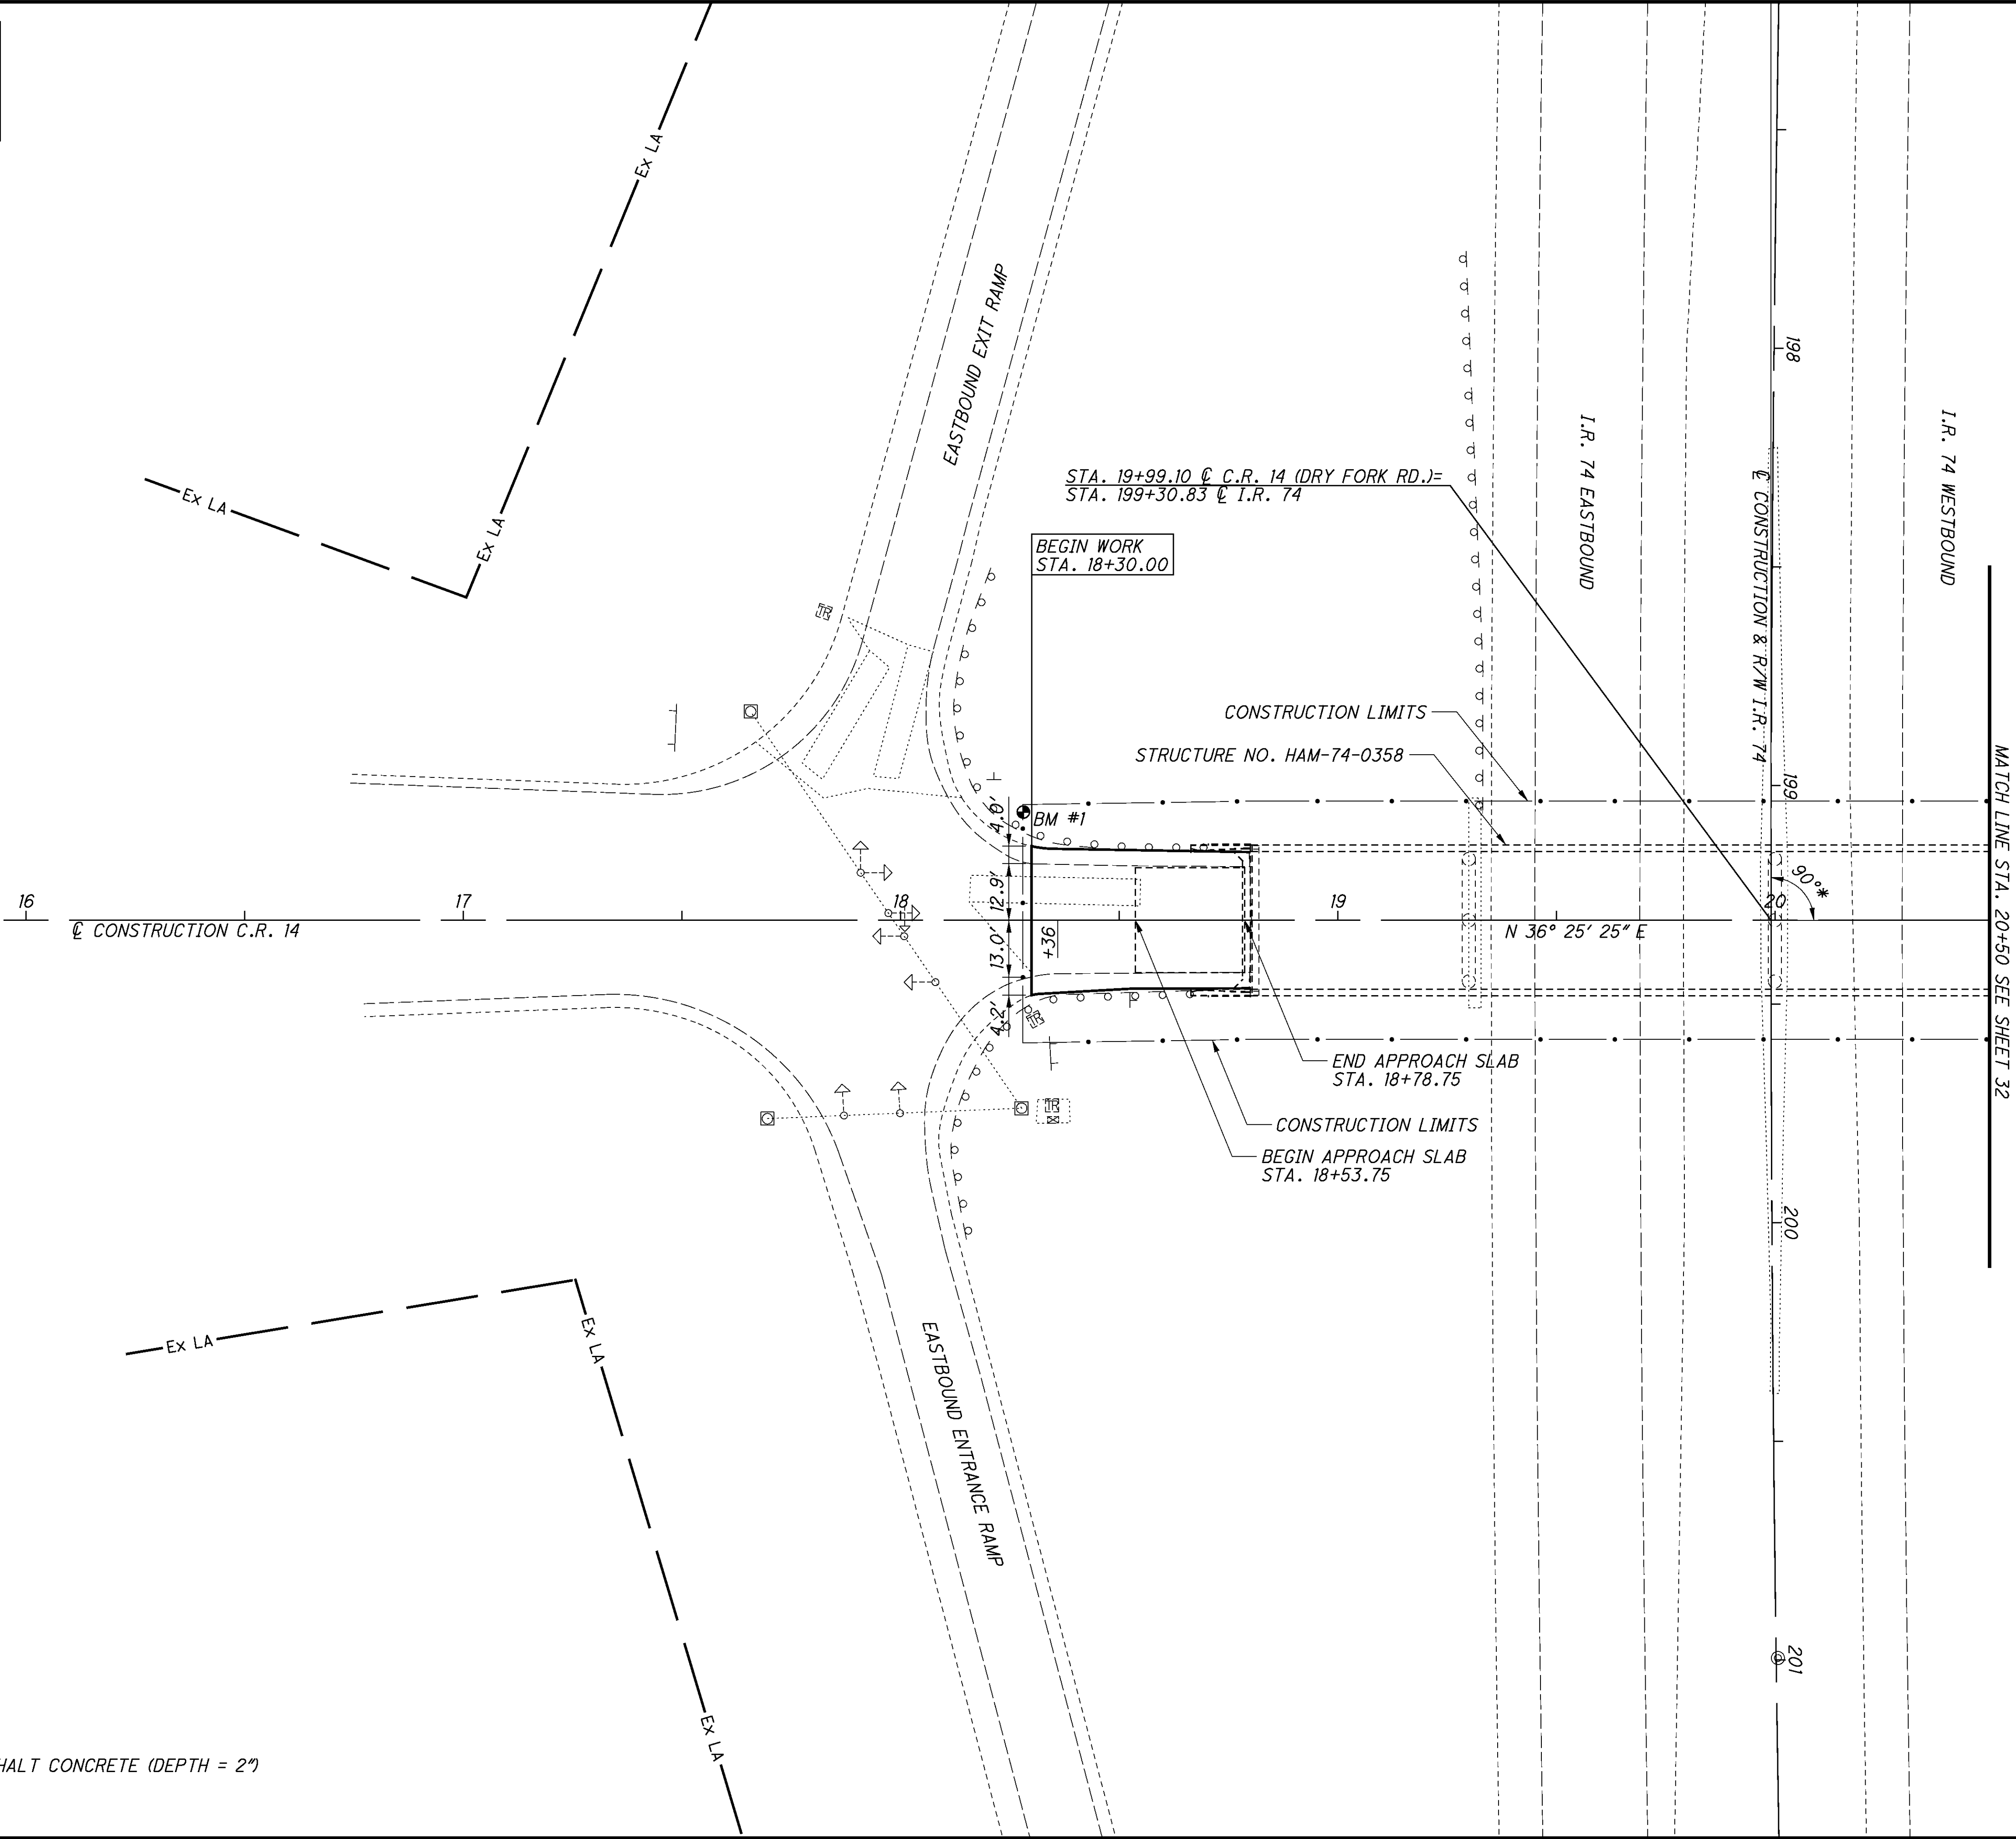 Ex LA
Ex LA
Ex LA
EASTBOUND EXIT RAMP
198
I.R. 74 EASTBOUND
I.R. 74 WESTBOUND
STA. 19+99.10 ℄ C.R. 14 (DRY FORK RD.)=
STA. 199+30.83 ℄ I.R. 74
℄ CONSTRUCTION & R/W I.R. 74
BEGIN WORK
STA. 18+30.00
TR
CONSTRUCTION LIMITS
STRUCTURE NO. HAM-74-0358
MATCH LINE STA. 20+50 SEE SHEET 32
199
4.0'
BM #1
12.9'
90°*
16
17
18
19
20
℄ CONSTRUCTION C.R. 14
13.0'
+36
N 36° 25' 25" E
4.2'
TR
END APPROACH SLAB
STA. 18+78.75
TR
CONSTRUCTION LIMITS
BEGIN APPROACH SLAB
STA. 18+53.75
200
Ex LA
Ex LA
EASTBOUND ENTRANCE RAMP
201
Ex LA
HALT CONCRETE (DEPTH = 2")